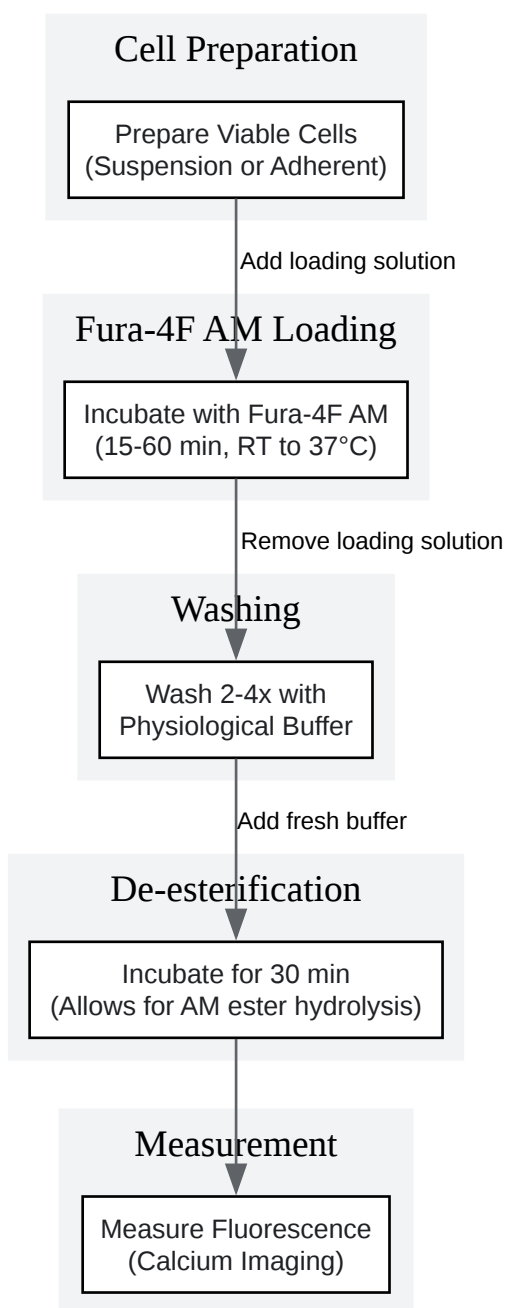 Cell Preparation
Prepare Viable Cells
(Suspension or Adherent)
Add loading solution
Fura-4F AM Loading
Incubate with Fura-4F AM
(15-60 min, RT to 37°C)
Remove loading solution
Washing
Wash 2-4x with
Physiological Buffer
Add fresh buffer
De-esterification
Incubate for 30 min
(Allows for AM ester hydrolysis)
Measurement
Measure Fluorescence
(Calcium Imaging)